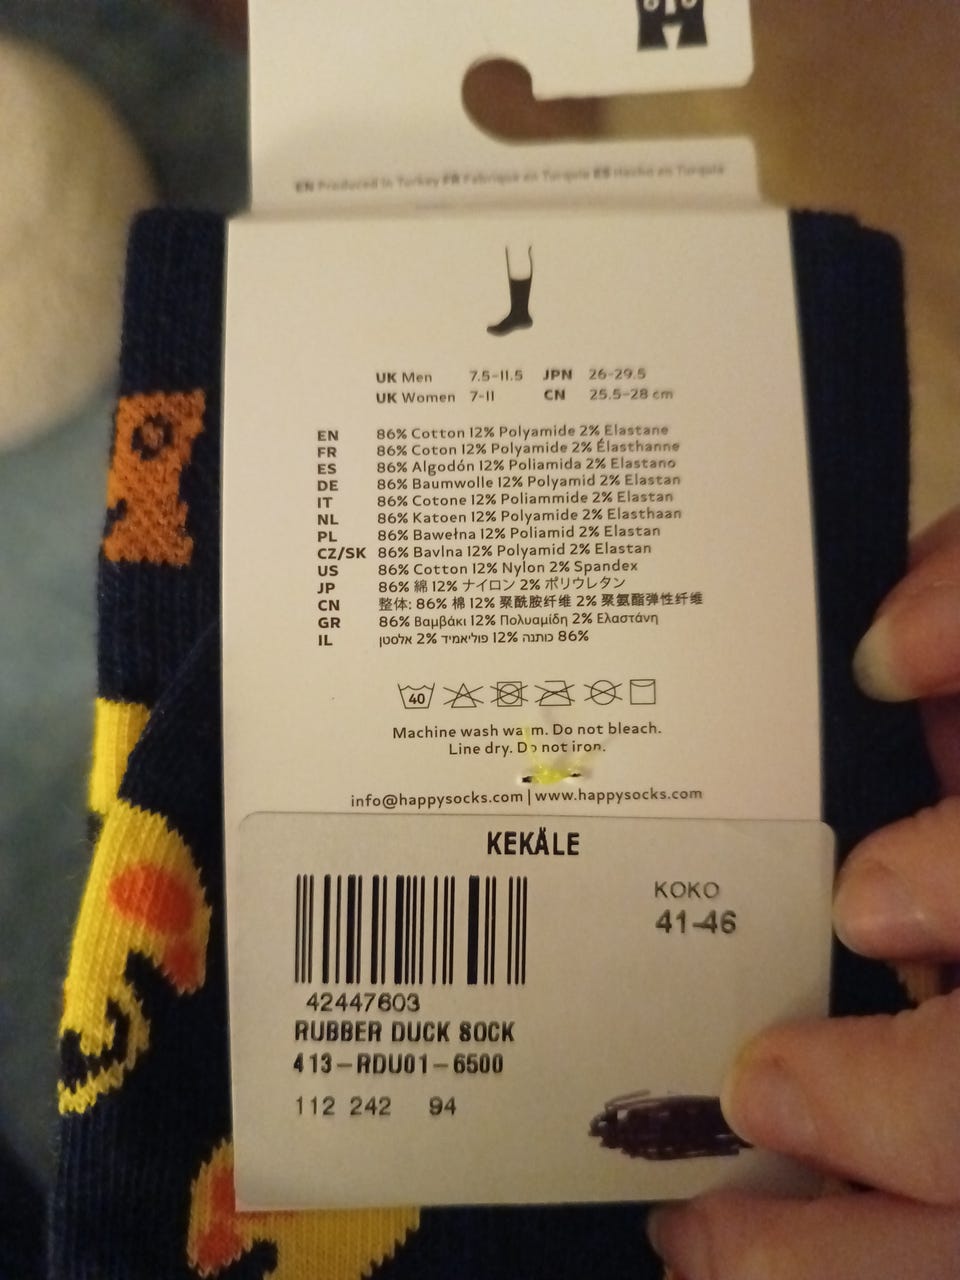 EN Produced in Turkey FR Fabriqué en Turquie ES Hecho en Turquía
UK Men 7.5-11.5 JPN 26-29.5
UK Women 7-11 CN 25.5-28 cm
EN 86% Cotton 12% Polyamide 2% Elastane
FR 86% Coton 12% Polyamide 2% Élasthanne
ES 86% Algodón 12% Poliamida 2% Elastano
DE 86% Baumwolle 12% Polyamid 2% Elastan
IT 86% Cotone 12% Poliammide 2% Elastan
NL 86% Katoen 12% Polyamide 2% Elasthaan
PL 86% Bawełna 12% Poliamid 2% Elastan
CZ/SK 86% Bavlna 12% Polyamid 2% Elastan
US 86% Cotton 12% Nylon 2% Spandex
JP 86% 綿 12% ナイロン 2% ポリウレタン
CN 整体: 86% 棉 12% 聚酰胺纤维 2% 聚氨酯弹性纤维
GR 86% Βαμβάκι 12% Πολυαμίδη 2% Ελαστάνη
IL 86% כותנה 12% פוליאמיד 2% אלסטן
40
Machine wash warm. Do not bleach.
Line dry. Do not iron.
info@happysocks.com | www.happysocks.com
KEKÄLE
KOKO
41-46
42447603
RUBBER DUCK SOCK
413-RDU01-6500
112 242 94